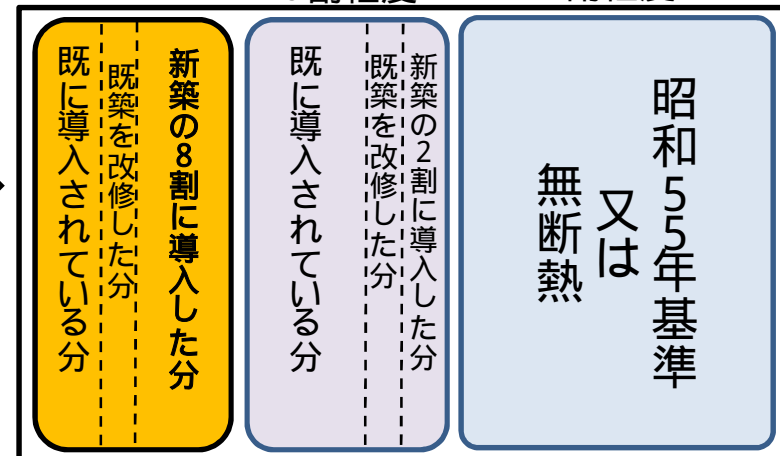 既に導入されている分
既築を改修した分
新築の8割に導入した分
既に導入されている分
既築を改修した分
新築の2割に導入した分
昭和55年基準
又は
無断熱